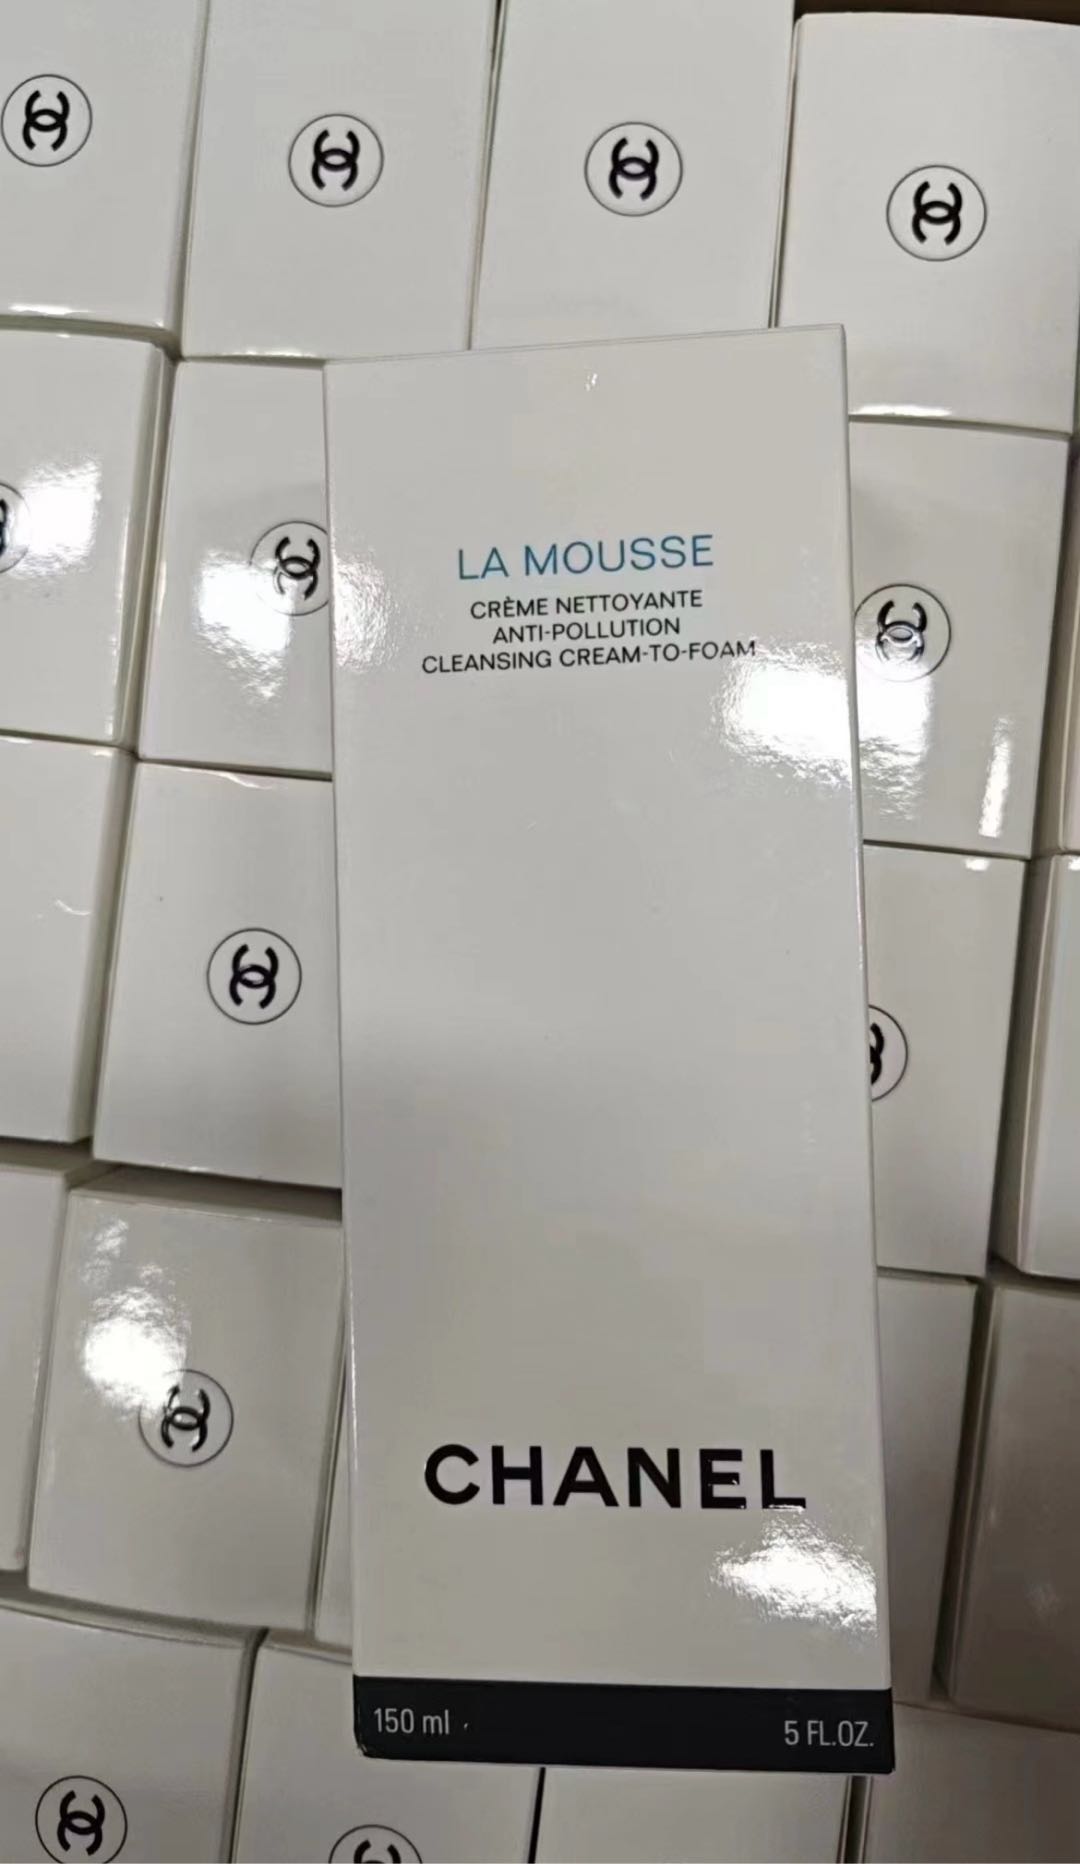 LA MOUSSE
CRÈME NETTOYANTE
ANTI-POLLUTION
CLEANSING CREAM-TO-FOAM
CHANEL
150 ml
5 FL.OZ.